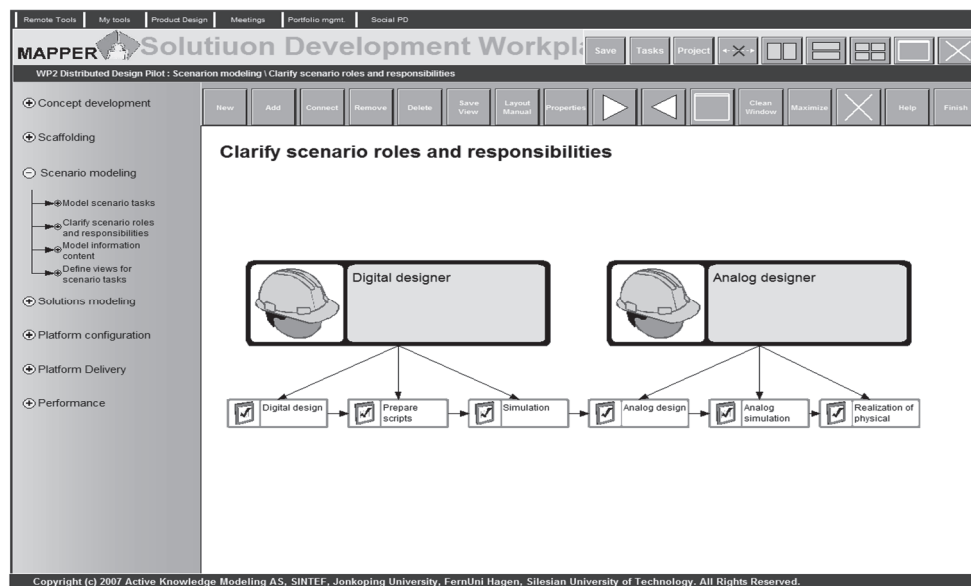 Remote Tools My tools Product Design Meetings Portfolio mgmt. Social PD
MAPPER Solutiuon Development Workpl
Save Tasks Project
WP2 Distributed Design Pilot : Scenarion modeling \ Clarify scenario roles and responsibilities
New Add Connect Remove Delete Save View Layout Manual Properties Clean Window Maximize Help Finish
Concept development
Scaffolding
Scenario modeling
Model scenario tasks
Clarify scenario roles
and responsibilities
Model information
content
Define views for
scenario tasks
Solutions modeling
Platform configuration
Platform Delivery
Performance
Clarify scenario roles and responsibilities
Digital designer
Analog designer
Digital design
Prepare
scripts
Simulation
Analog design
Analog
simulation
Realization of
physical
Copyright (c) 2007 Active Knowledge Modeling AS, SINTEF, Jonkoping University, FernUni Hagen, Silesian University of Technology. All Rights Reserved.